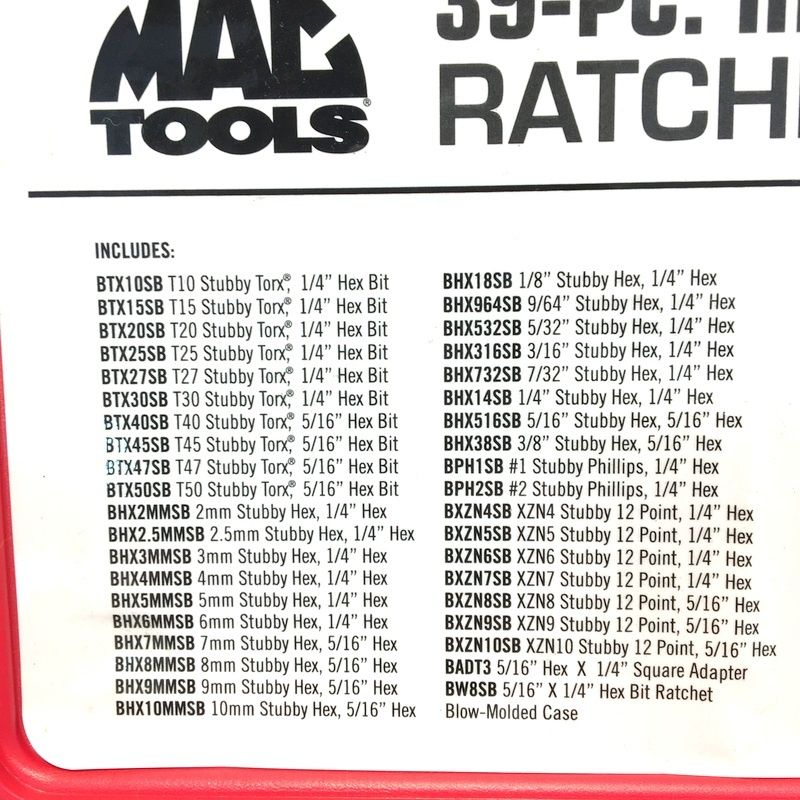 MAC
TOOLS®
39-PC.
RATCH
INCLUDES:
BTX10SB T10 Stubby Torx®, 1/4” Hex Bit
BTX15SB T15 Stubby Torx®, 1/4” Hex Bit
BTX20SB T20 Stubby Torx®, 1/4” Hex Bit
BTX25SB T25 Stubby Torx®, 1/4” Hex Bit
BTX27SB T27 Stubby Torx®, 1/4” Hex Bit
BTX30SB T30 Stubby Torx®, 1/4” Hex Bit
BTX40SB T40 Stubby Torx®, 5/16” Hex Bit
BTX45SB T45 Stubby Torx®, 5/16” Hex Bit
BTX47SB T47 Stubby Torx®, 5/16” Hex Bit
BTX50SB T50 Stubby Torx®, 5/16” Hex Bit
BHX2MMSB 2mm Stubby Hex, 1/4” Hex
BHX2.5MMSB 2.5mm Stubby Hex, 1/4” Hex
BHX3MMSB 3mm Stubby Hex, 1/4” Hex
BHX4MMSB 4mm Stubby Hex, 1/4” Hex
BHX5MMSB 5mm Stubby Hex, 1/4” Hex
BHX6MMSB 6mm Stubby Hex, 1/4” Hex
BHX7MMSB 7mm Stubby Hex, 5/16” Hex
BHX8MMSB 8mm Stubby Hex, 5/16” Hex
BHX9MMSB 9mm Stubby Hex, 5/16” Hex
BHX10MMSB 10mm Stubby Hex, 5/16” Hex
BHX18SB 1/8” Stubby Hex, 1/4” Hex
BHX964SB 9/64” Stubby Hex, 1/4” Hex
BHX532SB 5/32” Stubby Hex, 1/4” Hex
BHX316SB 3/16” Stubby Hex, 1/4” Hex
BHX732SB 7/32” Stubby Hex, 1/4” Hex
BHX14SB 1/4” Stubby Hex, 1/4” Hex
BHX516SB 5/16” Stubby Hex, 5/16” Hex
BHX38SB 3/8” Stubby Hex, 5/16” Hex
BPH1SB #1 Stubby Phillips, 1/4” Hex
BPH2SB #2 Stubby Phillips, 1/4” Hex
BXZN4SB XZN4 Stubby 12 Point, 1/4” Hex
BXZN5SB XZN5 Stubby 12 Point, 1/4” Hex
BXZN6SB XZN6 Stubby 12 Point, 1/4” Hex
BXZN7SB XZN7 Stubby 12 Point, 1/4” Hex
BXZN8SB XZN8 Stubby 12 Point, 5/16” Hex
BXZN9SB XZN9 Stubby 12 Point, 5/16” Hex
BXZN10SB XZN10 Stubby 12 Point, 5/16” Hex
BADT3 5/16” Hex X 1/4” Square Adapter
BW8SB 5/16” X 1/4” Hex Bit Ratchet
Blow-Molded Case